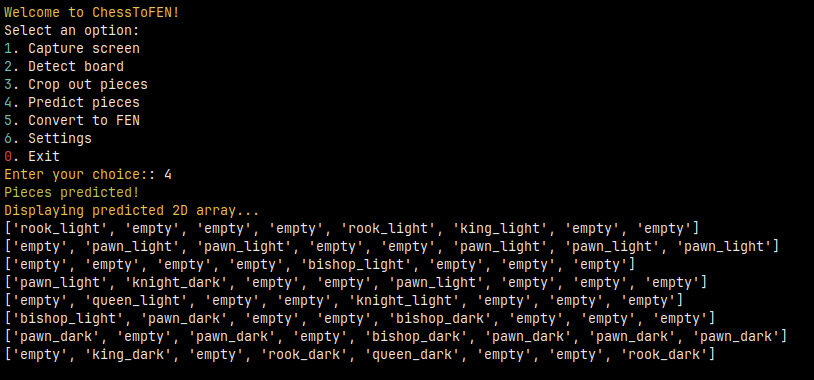 Welcome to ChessToFEN!
Select an option:
1. Capture screen
2. Detect board
3. Crop out pieces
4. Predict pieces
5. Convert to FEN
6. Settings
0. Exit
Enter your choice:: 4
Pieces predicted!
Displaying predicted 2D array...
['rook_light', 'empty', 'empty', 'empty', 'rook_light', 'king_light', 'empty', 'empty']
['empty', 'pawn_light', 'pawn_light', 'empty', 'empty', 'pawn_light', 'pawn_light', 'pawn_light']
['empty', 'empty', 'empty', 'empty', 'bishop_light', 'empty', 'empty', 'empty']
['pawn_light', 'knight_dark', 'empty', 'empty', 'pawn_light', 'empty', 'empty', 'empty']
['empty', 'queen_light', 'empty', 'empty', 'knight_light', 'empty', 'empty', 'empty']
['bishop_light', 'pawn_dark', 'empty', 'empty', 'bishop_dark', 'empty', 'empty', 'empty']
['pawn_dark', 'empty', 'pawn_dark', 'empty', 'bishop_dark', 'pawn_dark', 'pawn_dark', 'pawn_dark']
['empty', 'king_dark', 'empty', 'rook_dark', 'queen_dark', 'empty', 'empty', 'rook_dark']